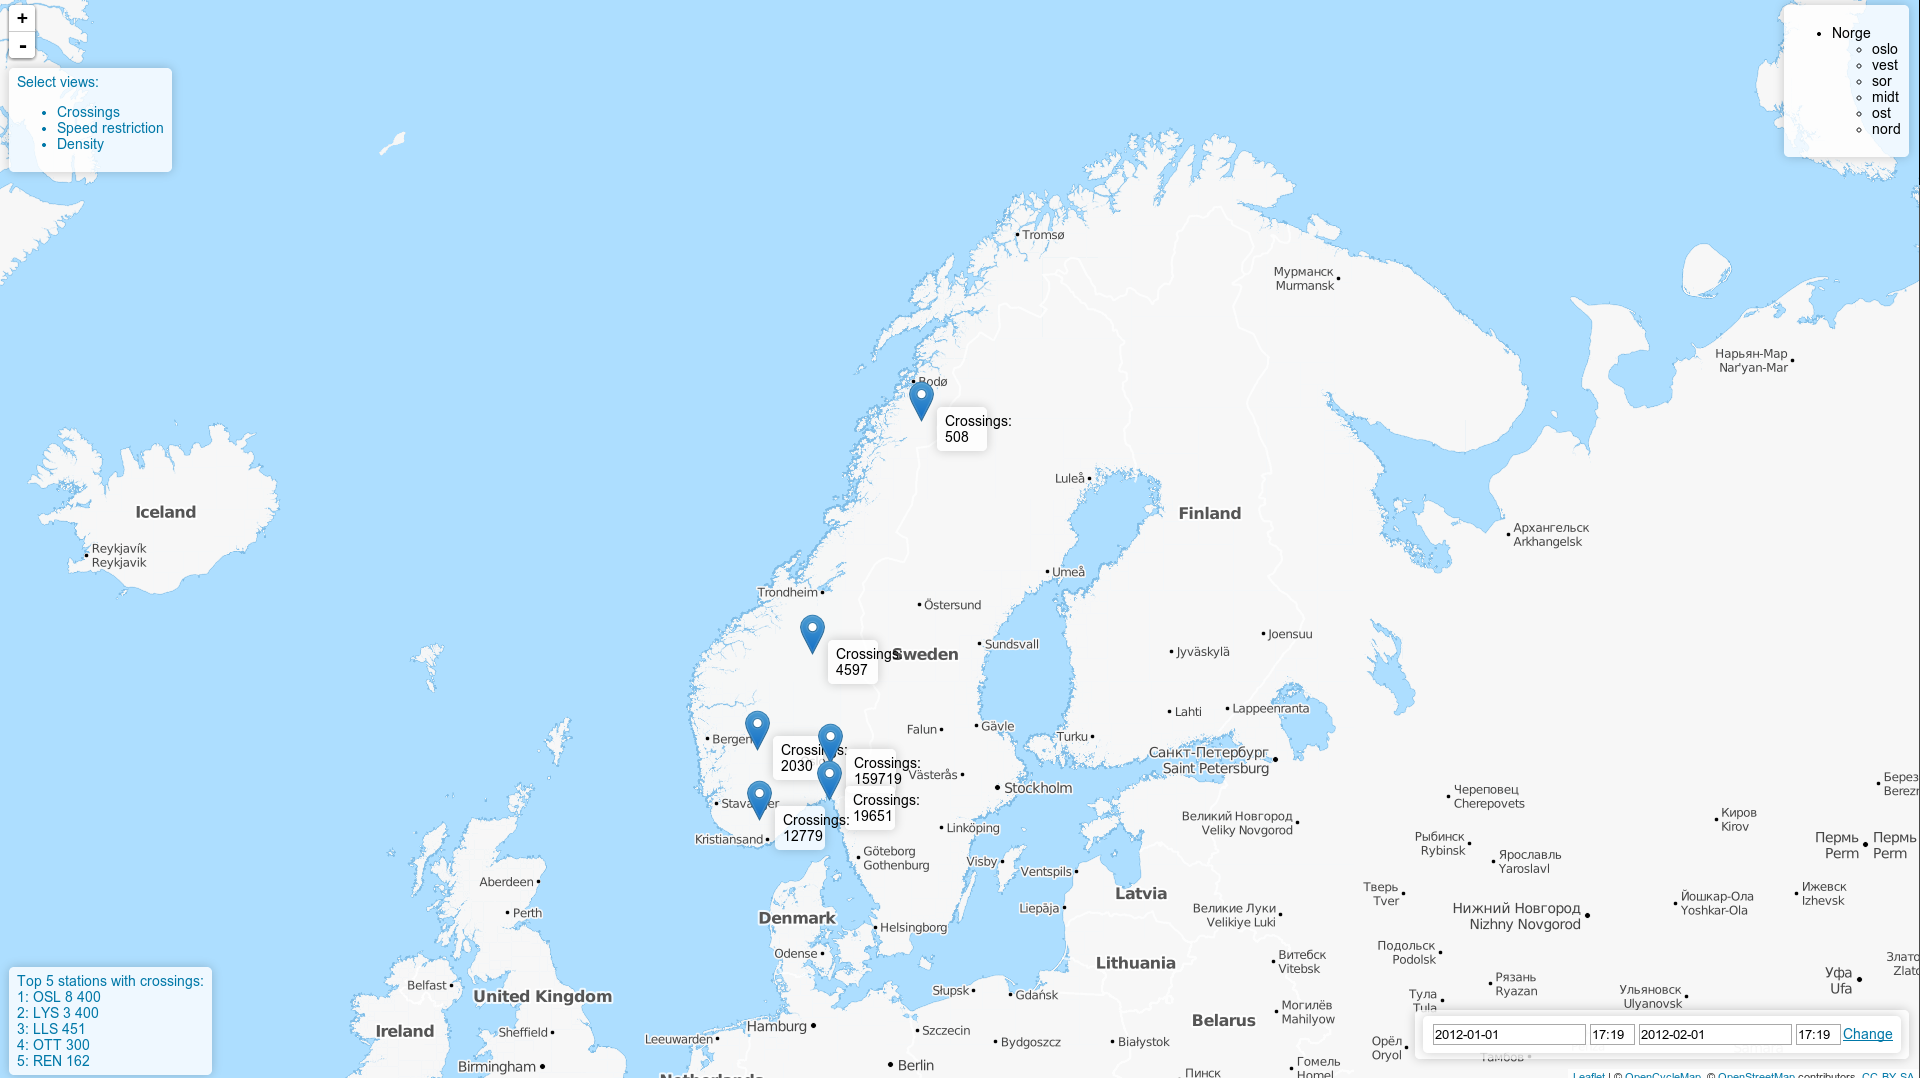 +
-
Select views:
Crossings
Speed restriction
Density
Norge
oslo
vest
sor
midt
ost
nord
Tromsø
Мурманск
Murmansk
Нарьян-Мар
Nar'yan-Mar
Bodø
Crossings:
508
Luleå
Iceland
Reykjavík
Reykjavik
Finland
Архангельск
Arkhangelsk
Umeå
Trondheim
Östersund
Sundsvall
Joensuu
Jyväskylä
Crossings:
4597
Sweden
Lahti
Lappeenranta
Falun
Gävle
Turku
Bergen
Crossings:
2030
Санкт-Петербург
Saint Petersburg
Crossings:
159719
Västerås
Stockholm
Crossings:
19651
Crossings:
12779
Kristiansand
Linköping
Göteborg
Gothenburg
Visby
Ventspils
Великий Новгород
Veliky Novgorod
Череповец
Cherepovets
Рыбинск
Rybinsk
Ярославль
Yaroslavl
Киров
Kirov
Берез
Berezn
Пермь
Perm
Пермь
Perm
Aberdeen
Perth
Denmark
Helsingborg
Odense
Liepāja
Latvia
Великие Луки
Velikiye Luki
Тверь
Tver
Нижний Новгород
Nizhny Novgorod
Йошкар-Ола
Yoshkar-Ola
Ижевск
Izhevsk
Lithuania
Витебск
Vitebsk
Подольск
Podolsk
Рязань
Ryazan
Ульяновск
Ulyanovsk
Уфа
Ufa
Злато
Zlato
Тула
Tula
Belfast
United Kingdom
Ireland
Sheffield
Birmingham
Leeuwarden
Hamburg
Słupsk
Gdańsk
Szczecin
Bydgoszcz
Berlin
Białystok
Belarus
Могилёв
Mahilyow
Орёл
Oryol
Гомель
Homel
Пинск
Тамбов
Netherlands
Top 5 stations with crossings:
1: OSL 8 400
2: LYS 3 400
3: LLS 451
4: OTT 300
5: REN 162
2012-01-01 17:19 2012-02-01 17:19 Change
Leaflet | © OpenCycleMap, © OpenStreetMap contributors, CC-BY-SA